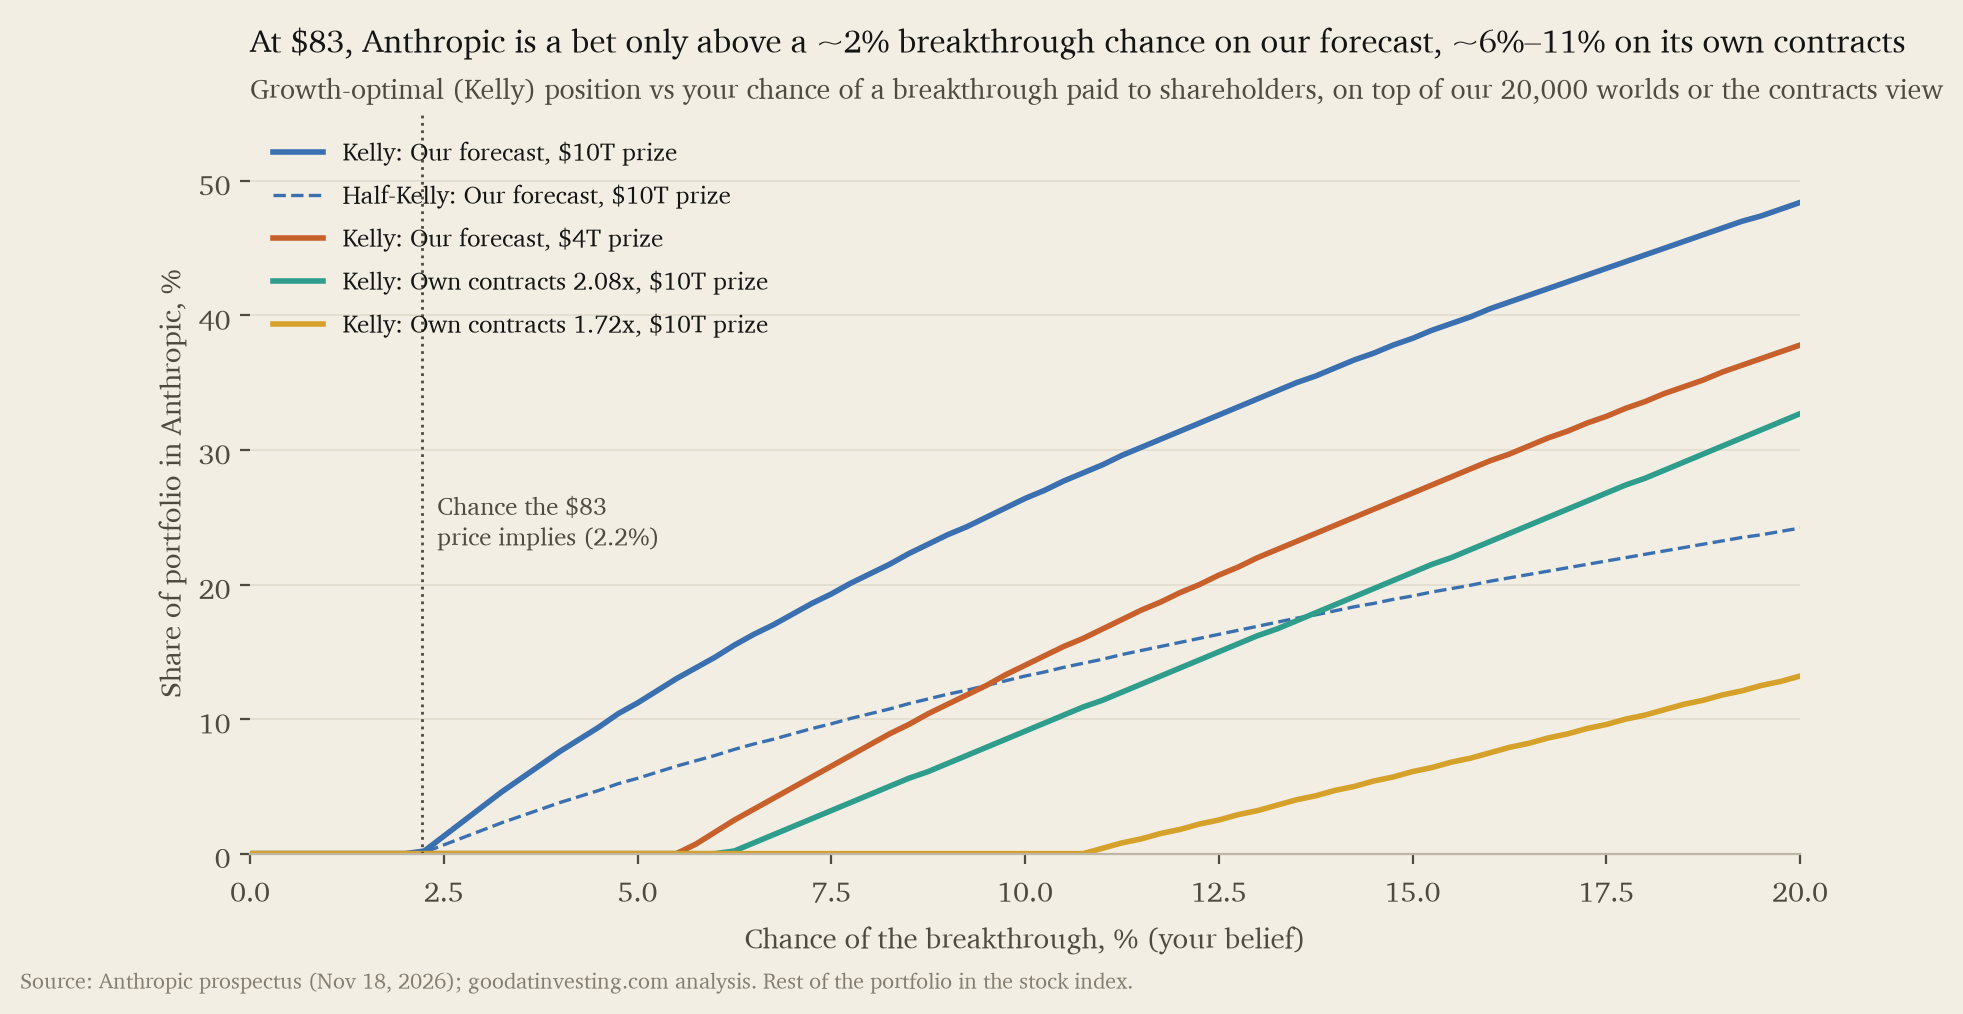 At $83, Anthropic is a bet only above a ~2% breakthrough chance on our forecast, ~6%–11% on its own contracts
Growth-optimal (Kelly) position vs your chance of a breakthrough paid to shareholders, on top of our 20,000 worlds or the contracts view
Kelly: Our forecast, $10T prize
Half-Kelly: Our forecast, $10T prize
Kelly: Our forecast, $4T prize
Kelly: Own contracts 2.08x, $10T prize
Kelly: Own contracts 1.72x, $10T prize
Share of portfolio in Anthropic, %
50
40
30
20
10
0
Chance the $83
price implies (2.2%)
0.0 2.5 5.0 7.5 10.0 12.5 15.0 17.5 20.0
Chance of the breakthrough, % (your belief)
Source: Anthropic prospectus (Nov 18, 2026); goodatinvesting.com analysis. Rest of the portfolio in the stock index.